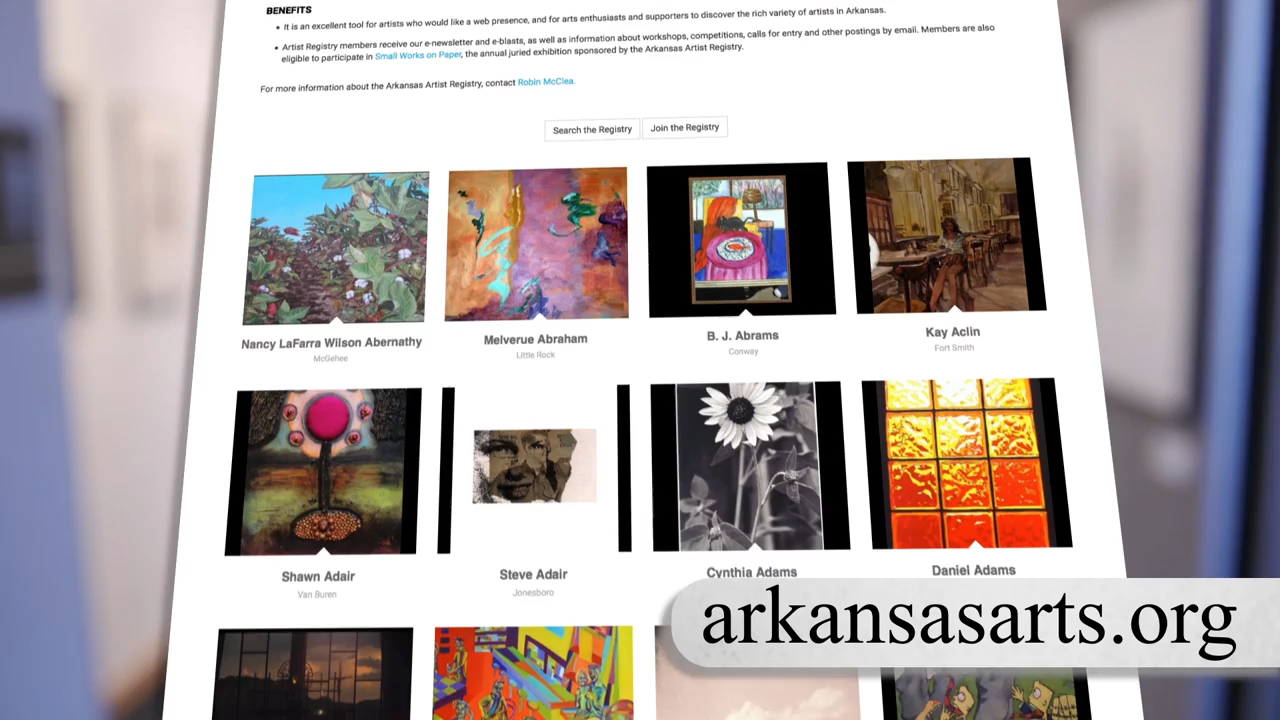 BENEFITS
• It is an excellent tool for artists who would like a web presence, and for arts enthusiasts and supporters to discover the rich variety of artists in Arkansas.
• Artist Registry members receive our e-newsletter and e-blasts, as well as information about workshops, competitions, calls for entry and other postings by email. Members are also
eligible to participate in Small Works on Paper, the annual juried exhibition sponsored by the Arkansas Artist Registry.
For more information about the Arkansas Artist Registry, contact Robin McClea.
Search the Registry
Join the Registry
Nancy LaFarra Wilson Abernathy
McGehee
Melverue Abraham
Little Rock
B. J. Abrams
Conway
Kay Aclin
Fort Smith
Shawn Adair
Van Buren
Steve Adair
Jonesboro
Cynthia Adams
Daniel Adams
arkansasarts.org